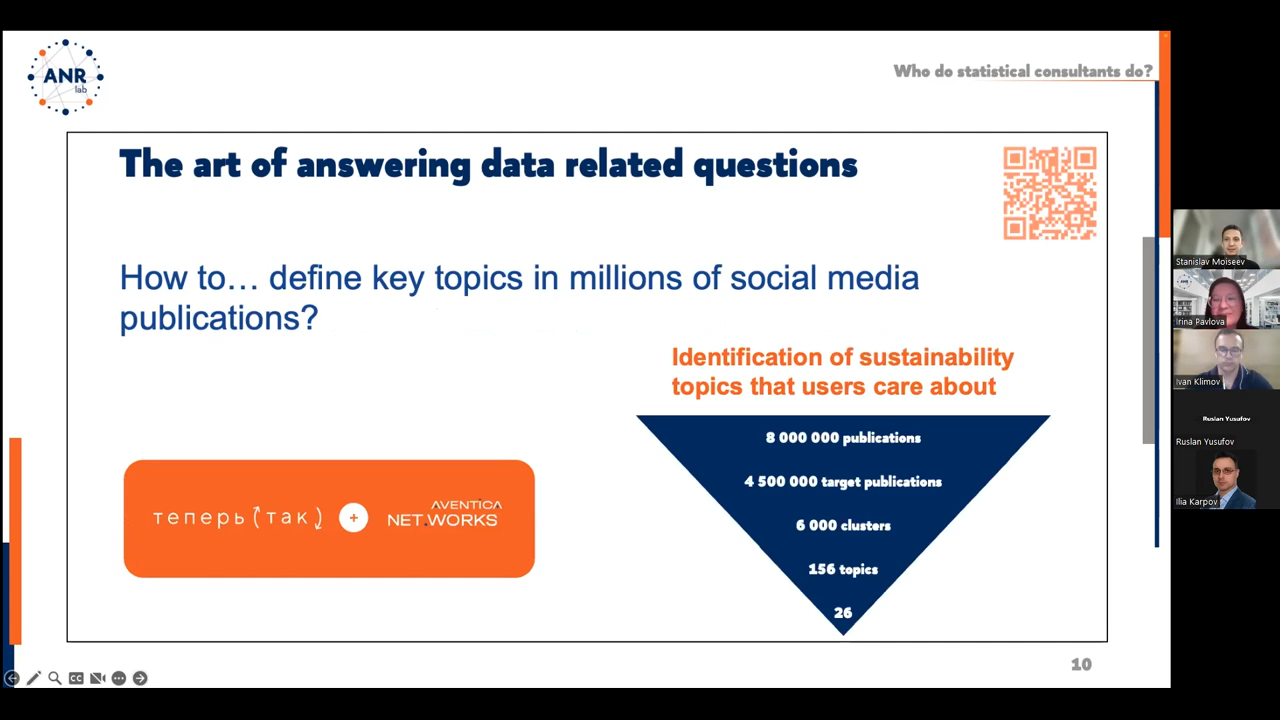 ANR
lab
Who do statistical consultants do?
The art of answering data related questions
How to… define key topics in millions of social media
publications?
Identification of sustainability
topics that users care about
8 000 000 publications
4 500 000 target publications
6 000 clusters
156 topics
26
теперь (так)
+
AVENTICA
NET.WORKS
10
CC
Stanislav Moiseev
Irina Pavlova
Ivan Klimov
Ruslan Yusufov
Ruslan Yusufov
Ilia Karpov